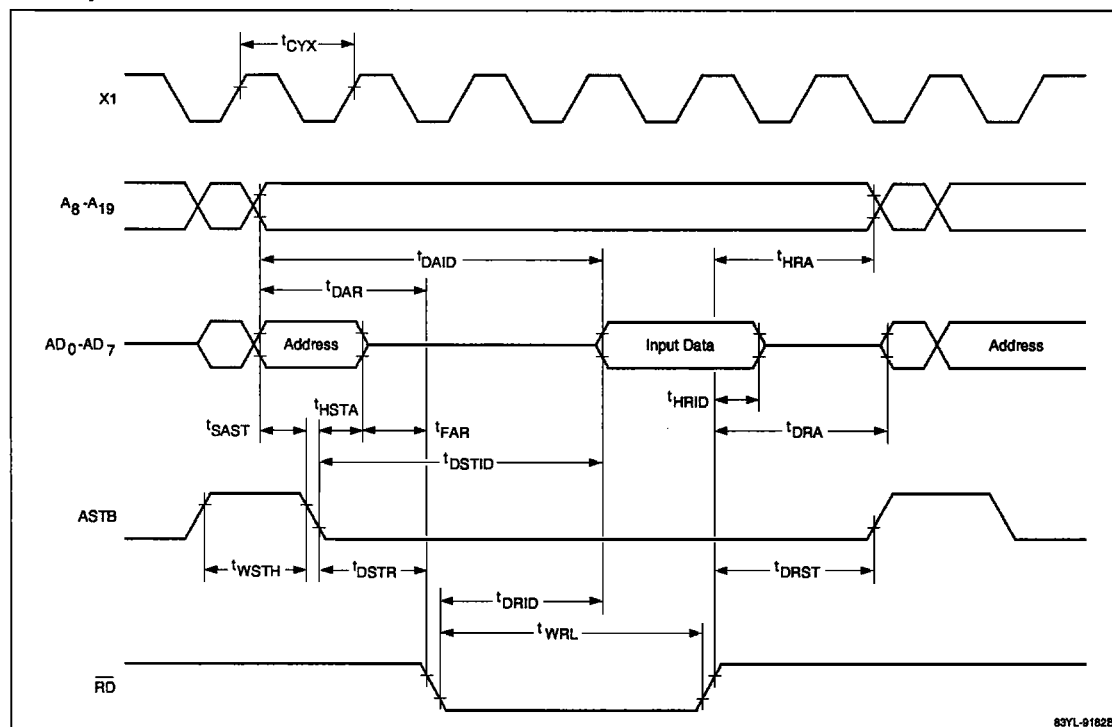 tCYX
X1
A8-A19
tDAID
tHRA
tDAR
AD0-AD7
Address
Input Data
Address
tHSTA
tHRID
tSAST
tFAR
tDRA
tDSTID
ASTB
tWSTH
tDSTR
tDRST
tDRID
tWRL
RD
83YL-9182B